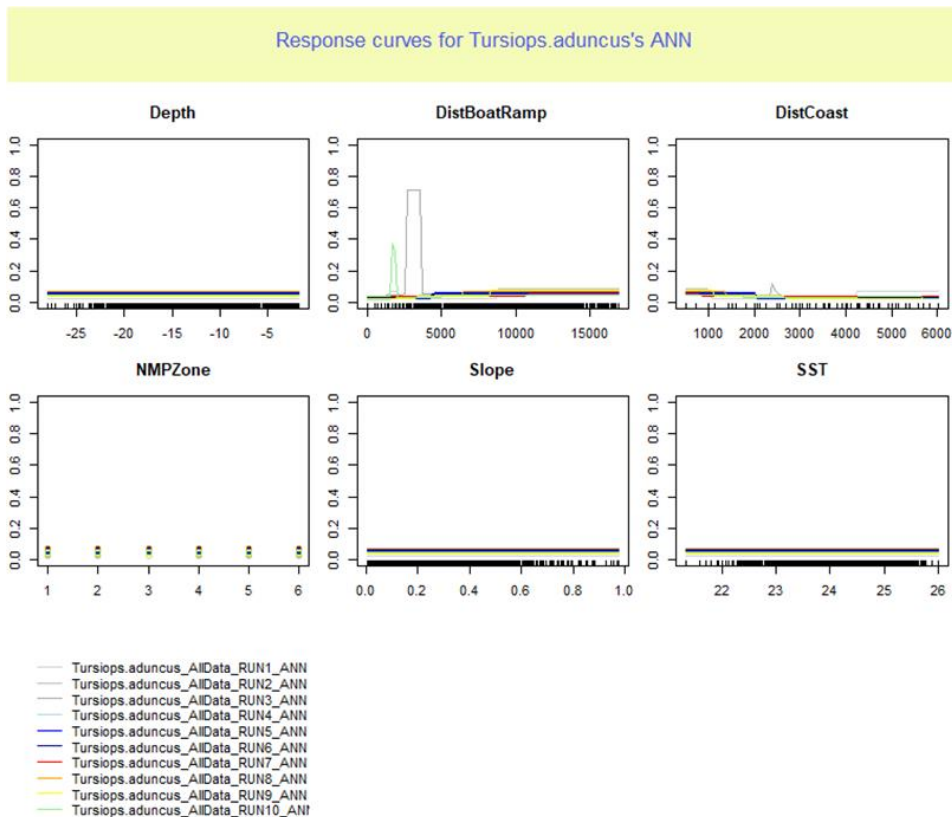 Response curves for Tursiops.aduncus's ANN
Depth
DistBoatRamp
DistCoast
0.0 0.2 0.4 0.6 0.8 1.0
-25 -20 -15 -10 -5
0.0 0.2 0.4 0.6 0.8 1.0
0 5000 10000 15000
0.0 0.2 0.4 0.6 0.8 1.0
1000 2000 3000 4000 5000 6000
NMPZone
Slope
SST
0.0 0.2 0.4 0.6 0.8 1.0
1 2 3 4 5 6
0.0 0.2 0.4 0.6 0.8 1.0
0.0 0.2 0.4 0.6 0.8 1.0
0.0 0.2 0.4 0.6 0.8 1.0
22 23 24 25 26
Tursiops.aduncus_AllData_RUN1_ANN
Tursiops.aduncus_AllData_RUN2_ANN
Tursiops.aduncus_AllData_RUN3_ANN
Tursiops.aduncus_AllData_RUN4_ANN
Tursiops.aduncus_AllData_RUN5_ANN
Tursiops.aduncus_AllData_RUN6_ANN
Tursiops.aduncus_AllData_RUN7_ANN
Tursiops.aduncus_AllData_RUN8_ANN
Tursiops.aduncus_AllData_RUN9_ANN
Tursiops.aduncus_AllData_RUN10_ANN